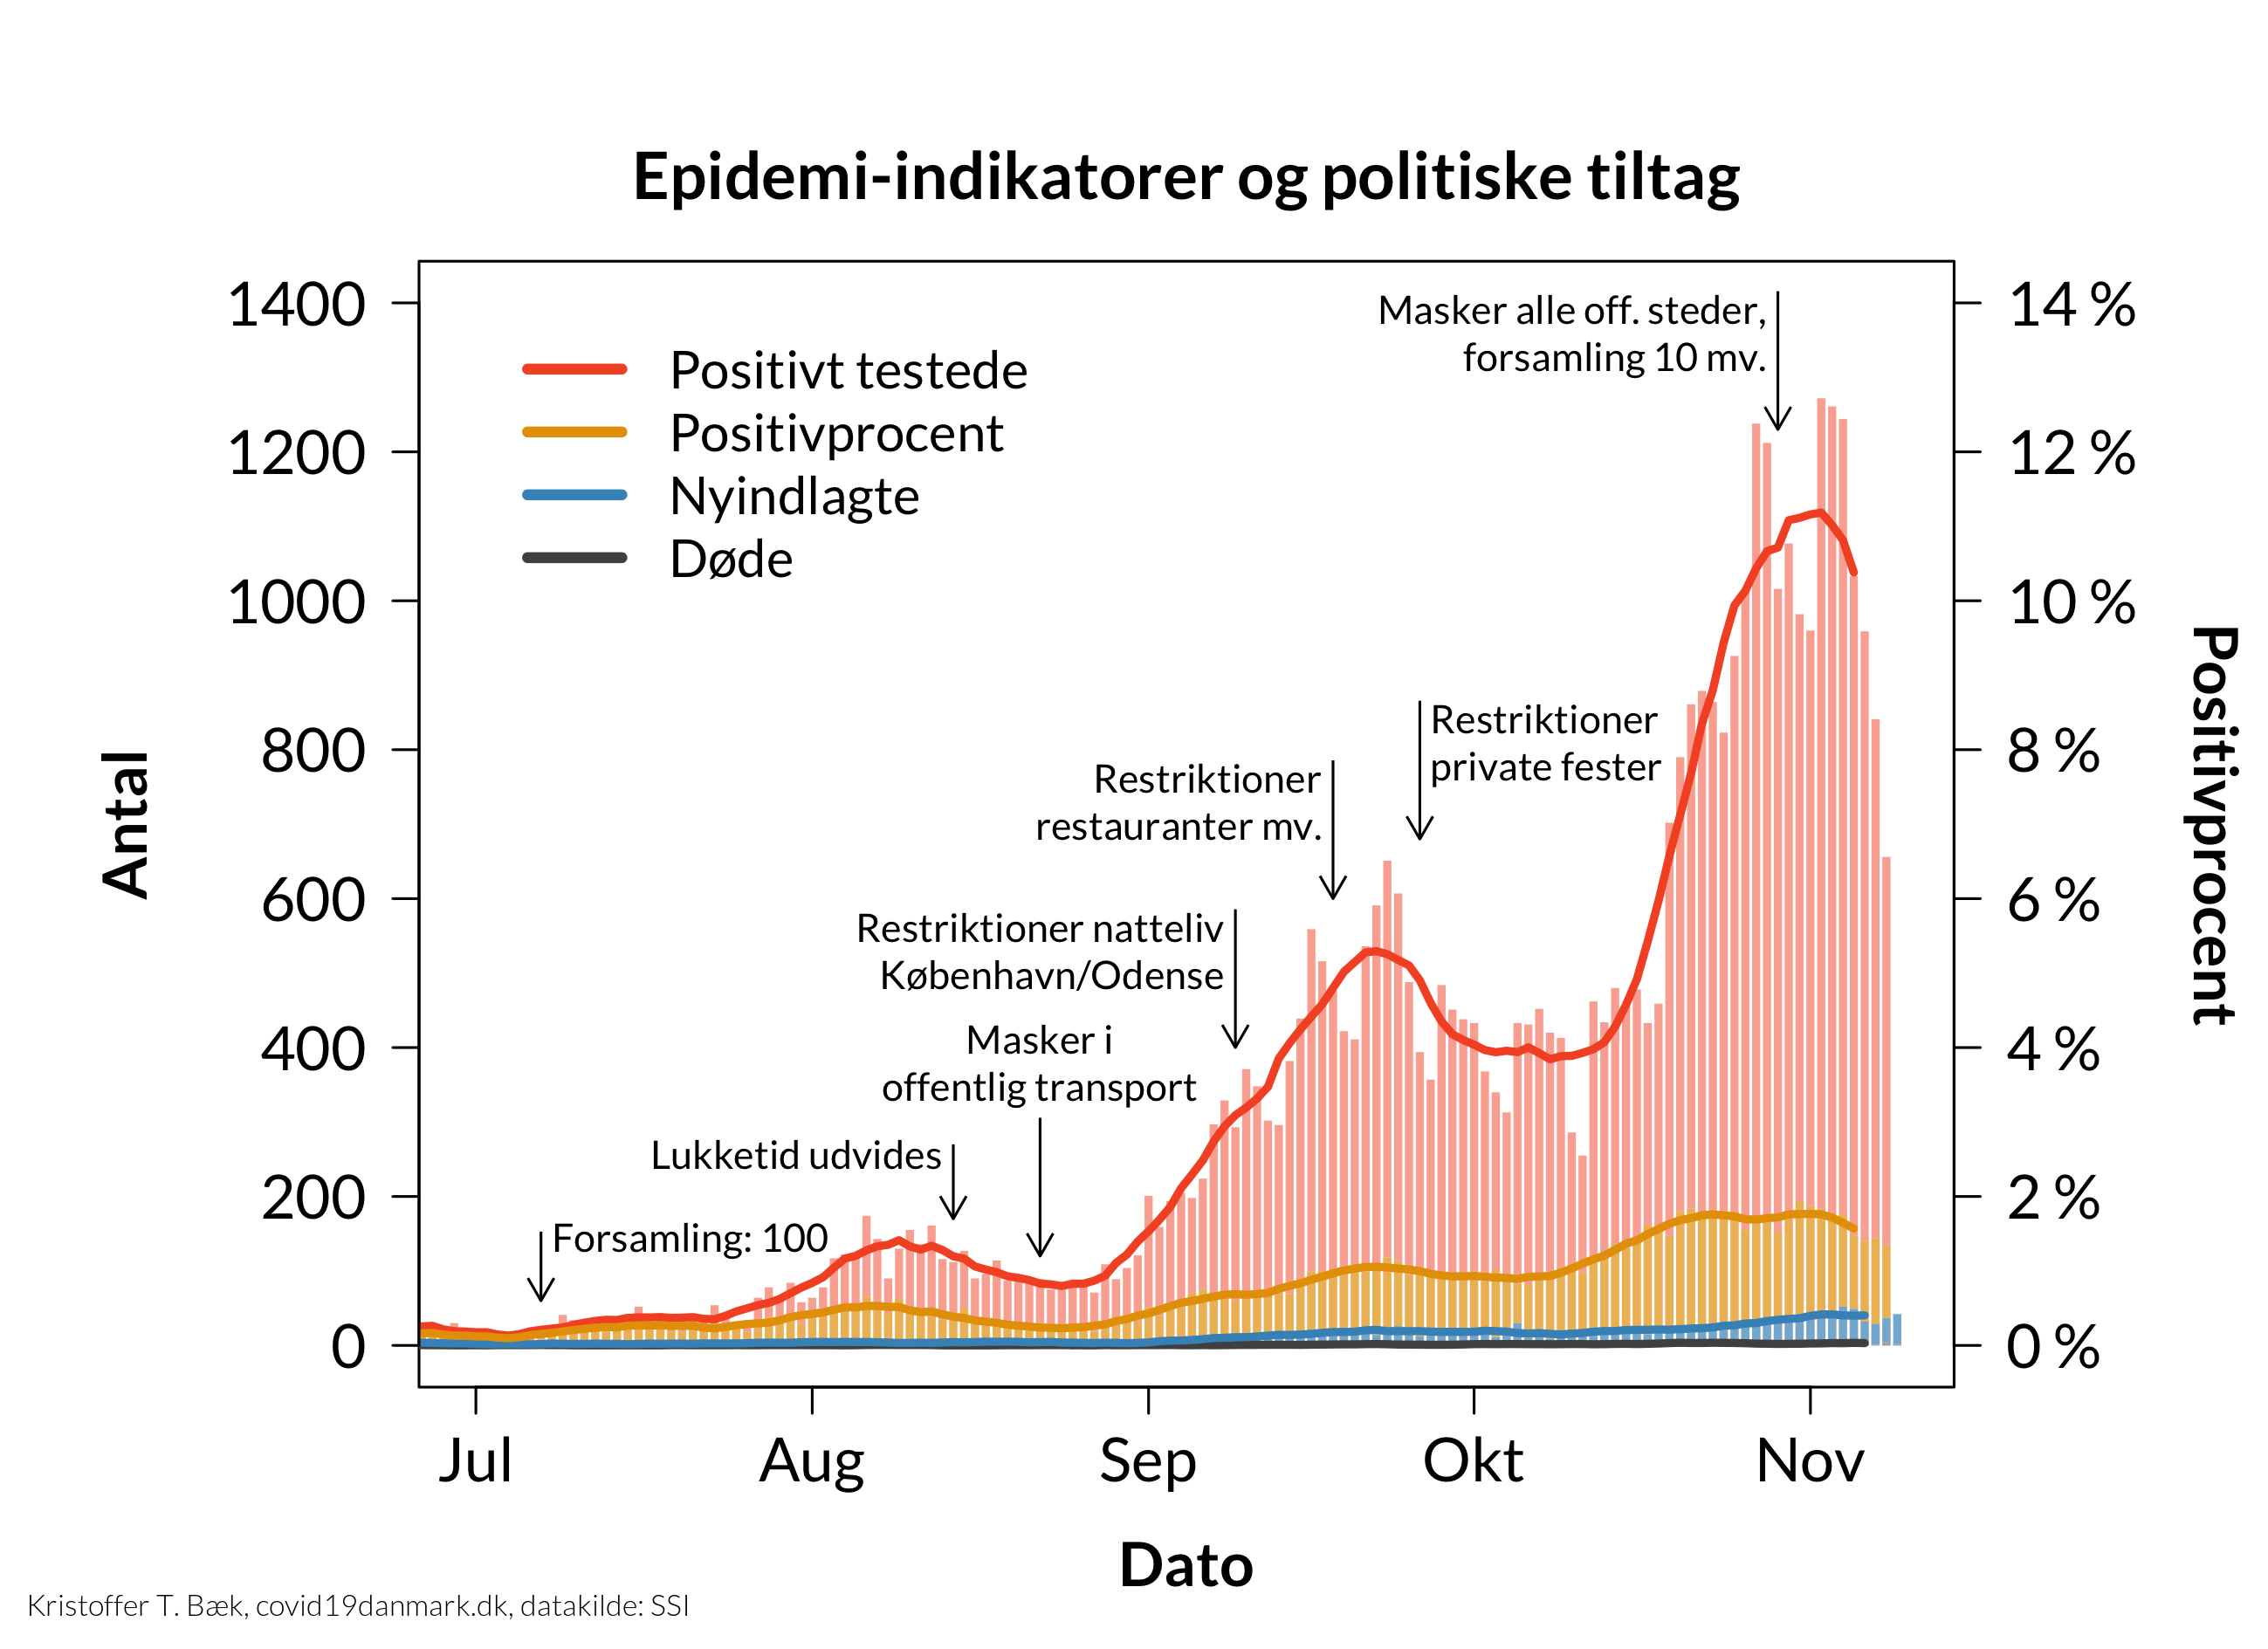 Epidemi-indikatorer og politiske tiltag
1400
1200
1000
800
600
400
200
0
Antal
Positivt testede
Positivprocent
Nyindlagte
Døde
Forsamling: 100
Lukketid udvides
Masker i
offentlig transport
Restriktioner natteliv
København/Odense
Restriktioner
restauranter mv.
Restriktioner
private fester
Masker alle off. steder,
forsamling 10 mv.
14 %
12 %
10 %
8 %
6 %
4 %
2 %
0 %
Positivprocent
Jul Aug Sep Okt Nov
Dato
Kristoffer T. Bæk, covid19danmark.dk, datakilde: SSI